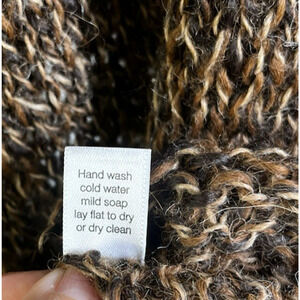 Hand wash
cold water
mild soap
lay flat to dry
or dry clean